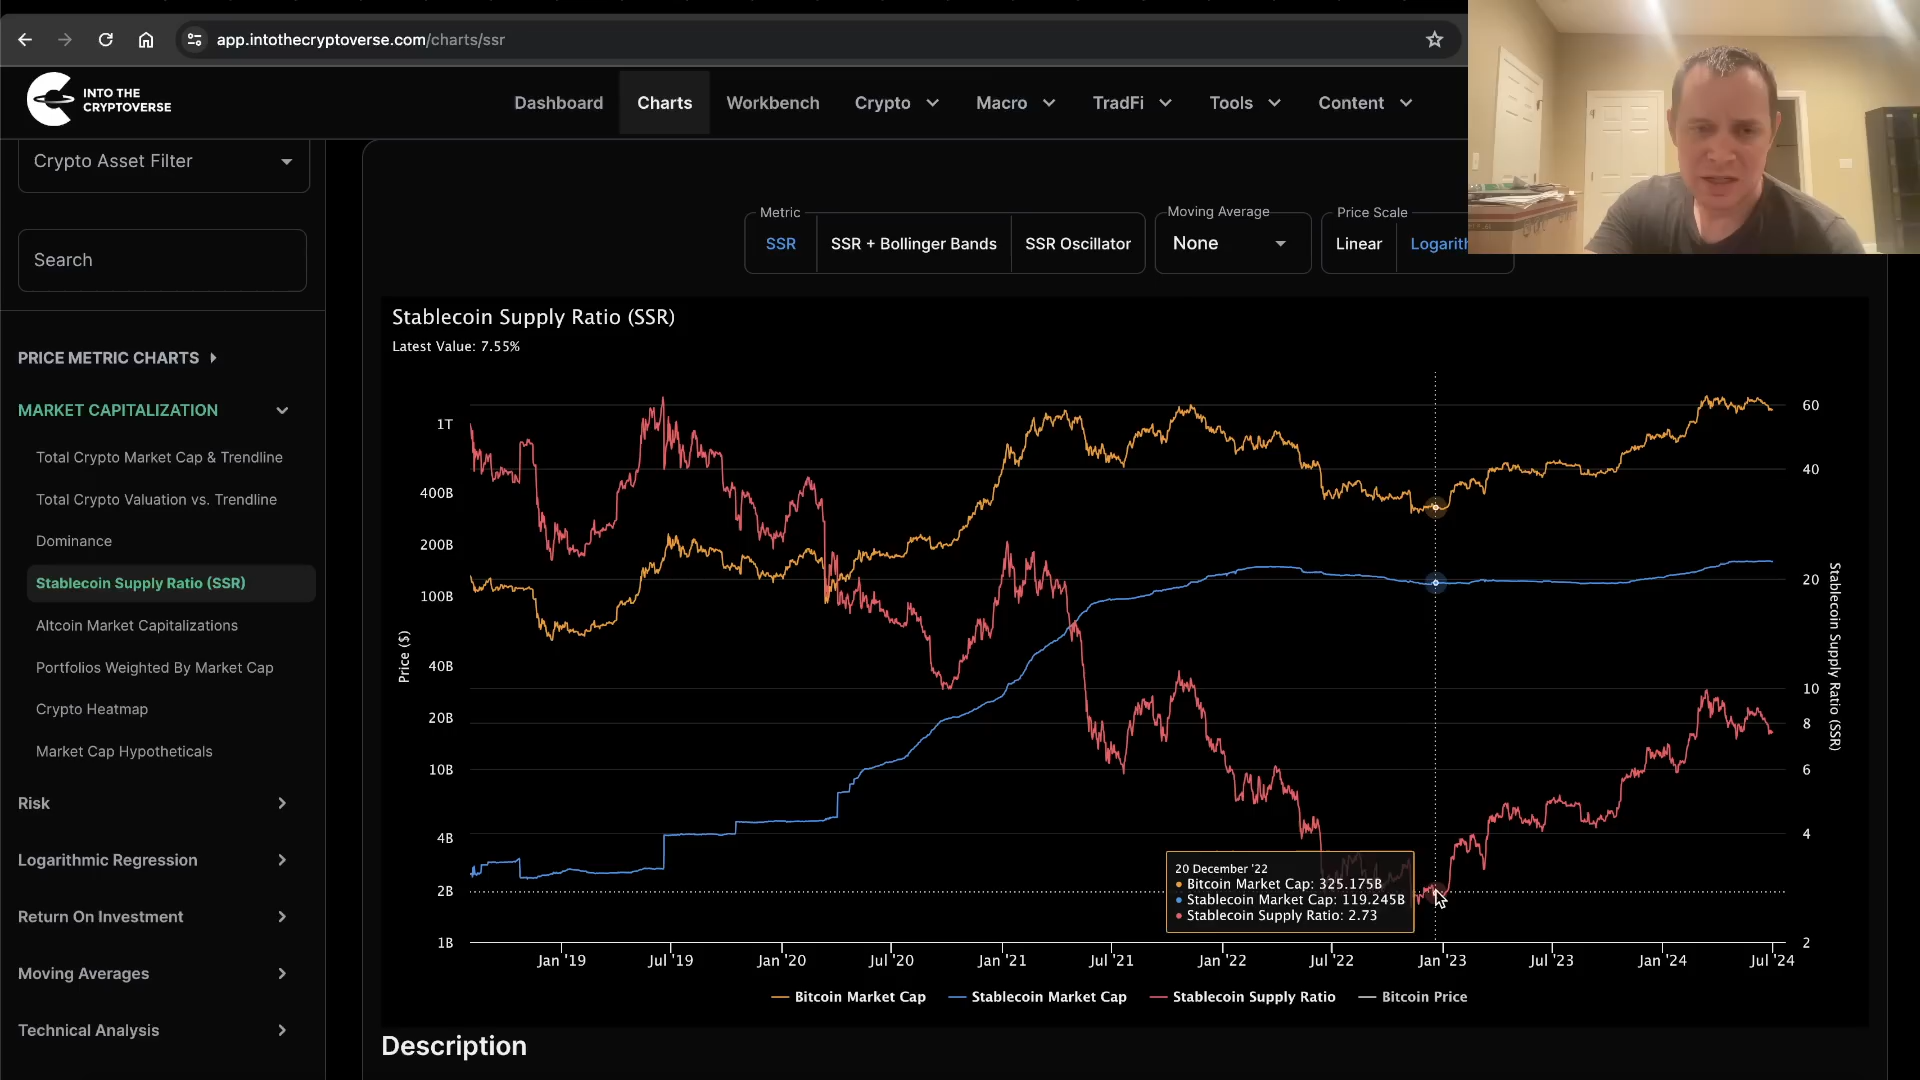 app.intothecryptoverse.com/charts/ssr
INTO THE
CRYPTOVERSE
Dashboard
Charts
Workbench
Crypto
Macro
TradFi
Tools
Content
Crypto Asset Filter
Search
PRICE METRIC CHARTS
MARKET CAPITALIZATION
Total Crypto Market Cap & Trendline
Total Crypto Valuation vs. Trendline
Dominance
Stablecoin Supply Ratio (SSR)
Altcoin Market Capitalizations
Portfolios Weighted By Market Cap
Crypto Heatmap
Market Cap Hypotheticals
Risk
Logarithmic Regression
Return On Investment
Moving Averages
Technical Analysis
Metric
SSR
SSR + Bollinger Bands
SSR Oscillator
Moving Average
None
Price Scale
Linear
Logarith
Stablecoin Supply Ratio (SSR)
Latest Value: 7.55%
1T
400B
200B
100B
40B
20B
10B
4B
2B
1B
Price ($)
60
40
20
10
8
6
4
2
Stablecoin Supply Ratio (SSR)
20 December '22
Bitcoin Market Cap: 325.175B
Stablecoin Market Cap: 119.245B
Stablecoin Supply Ratio: 2.73
Jan '19
Jul '19
Jan '20
Jul '20
Jan '21
Jul '21
Jan '22
Jul '22
Jan '23
Jul '23
Jan '24
Jul '24
Bitcoin Market Cap
Stablecoin Market Cap
Stablecoin Supply Ratio
Bitcoin Price
Description